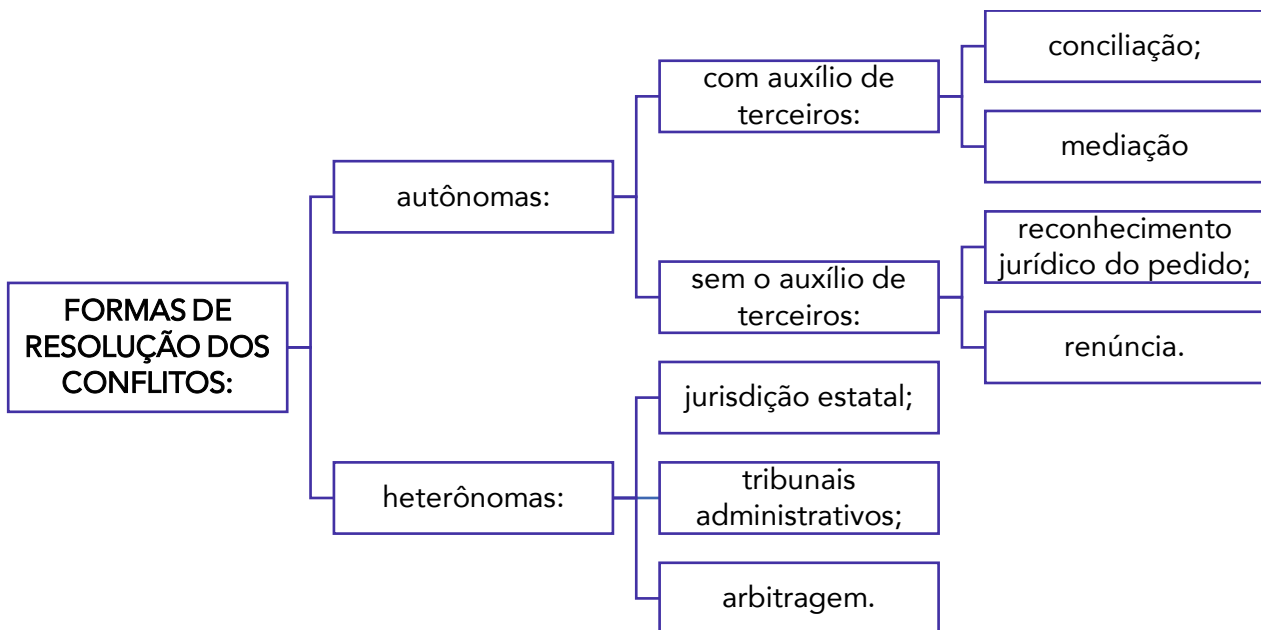 FORMAS DE
RESOLUÇÃO DOS
CONFLITOS:
autônomas:
com auxílio de
terceiros:
conciliação;
mediação
sem o auxílio de
terceiros:
reconhecimento
jurídico do pedido;
renúncia.
heterônomas:
jurisdição estatal;
tribunais
administrativos;
arbitragem.